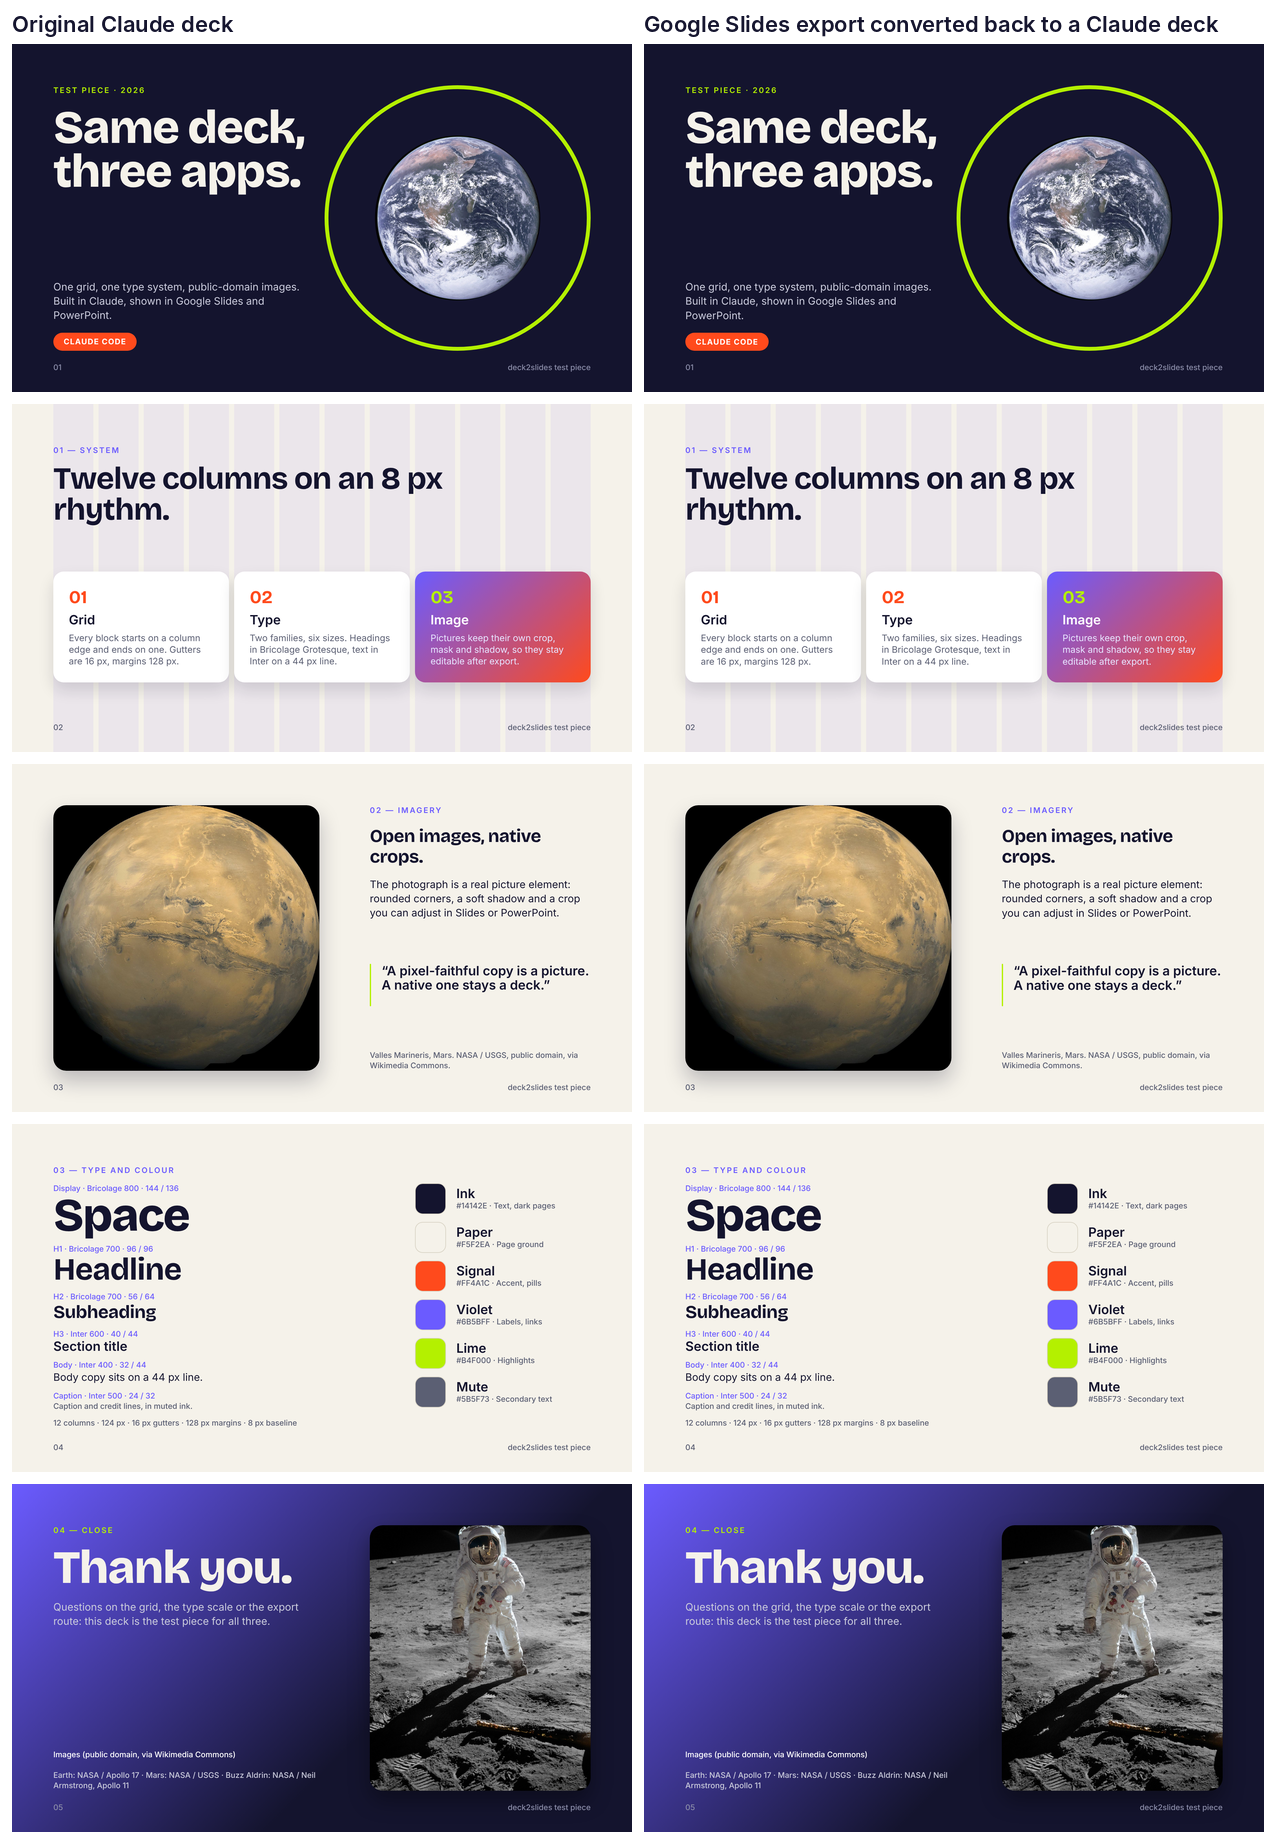 Original Claude deck
Google Slides export converted back to a Claude deck
TEST PIECE · 2026
Same deck,
three apps.
One grid, one type system, public-domain images.
Built in Claude, shown in Google Slides and
PowerPoint.
CLAUDE CODE
01
deck2slides test piece
TEST PIECE · 2026
Same deck,
three apps.
One grid, one type system, public-domain images.
Built in Claude, shown in Google Slides and
PowerPoint.
CLAUDE CODE
01
deck2slides test piece
01 — SYSTEM
Twelve columns on an 8 px
rhythm.
01
Grid
Every block starts on a column
edge and ends on one. Gutters
are 16 px, margins 128 px.
02
Type
Two families, six sizes. Headings
in Bricolage Grotesque, text in
Inter on a 44 px line.
03
Image
Pictures keep their own crop,
mask and shadow, so they stay
editable after export.
02
deck2slides test piece
01 — SYSTEM
Twelve columns on an 8 px
rhythm.
01
Grid
Every block starts on a column
edge and ends on one. Gutters
are 16 px, margins 128 px.
02
Type
Two families, six sizes. Headings
in Bricolage Grotesque, text in
Inter on a 44 px line.
03
Image
Pictures keep their own crop,
mask and shadow, so they stay
editable after export.
02
deck2slides test piece
02 — IMAGERY
Open images, native
crops.
The photograph is a real picture element:
rounded corners, a soft shadow and a crop
you can adjust in Slides or PowerPoint.
“A pixel-faithful copy is a picture.
A native one stays a deck.”
Valles Marineris, Mars. NASA / USGS, public domain, via
Wikimedia Commons.
03
deck2slides test piece
02 — IMAGERY
Open images, native
crops.
The photograph is a real picture element:
rounded corners, a soft shadow and a crop
you can adjust in Slides or PowerPoint.
“A pixel-faithful copy is a picture.
A native one stays a deck.”
Valles Marineris, Mars. NASA / USGS, public domain, via
Wikimedia Commons.
03
deck2slides test piece
03 — TYPE AND COLOUR
Display · Bricolage 800 · 144 / 136
Space
H1 · Bricolage 700 · 96 / 96
Headline
H2 · Bricolage 700 · 56 / 64
Subheading
H3 · Inter 600 · 40 / 44
Section title
Body · Inter 400 · 32 / 44
Body copy sits on a 44 px line.
Caption · Inter 500 · 24 / 32
Caption and credit lines, in muted ink.
12 columns · 124 px · 16 px gutters · 128 px margins · 8 px baseline
Ink
#14142E · Text, dark pages
Paper
#F5F2EA · Page ground
Signal
#FF4A1C · Accent, pills
Violet
#6B5BFF · Labels, links
Lime
#B4F000 · Highlights
Mute
#5B5F73 · Secondary text
04
deck2slides test piece
03 — TYPE AND COLOUR
Display · Bricolage 800 · 144 / 136
Space
H1 · Bricolage 700 · 96 / 96
Headline
H2 · Bricolage 700 · 56 / 64
Subheading
H3 · Inter 600 · 40 / 44
Section title
Body · Inter 400 · 32 / 44
Body copy sits on a 44 px line.
Caption · Inter 500 · 24 / 32
Caption and credit lines, in muted ink.
12 columns · 124 px · 16 px gutters · 128 px margins · 8 px baseline
Ink
#14142E · Text, dark pages
Paper
#F5F2EA · Page ground
Signal
#FF4A1C · Accent, pills
Violet
#6B5BFF · Labels, links
Lime
#B4F000 · Highlights
Mute
#5B5F73 · Secondary text
04
deck2slides test piece
04 — CLOSE
Thank you.
Questions on the grid, the type scale or the export
route: this deck is the test piece for all three.
Images (public domain, via Wikimedia Commons)
Earth: NASA / Apollo 17 · Mars: NASA / USGS · Buzz Aldrin: NASA / Neil
Armstrong, Apollo 11
05
deck2slides test piece
04 — CLOSE
Thank you.
Questions on the grid, the type scale or the export
route: this deck is the test piece for all three.
Images (public domain, via Wikimedia Commons)
Earth: NASA / Apollo 17 · Mars: NASA / USGS · Buzz Aldrin: NASA / Neil
Armstrong, Apollo 11
05
deck2slides test piece